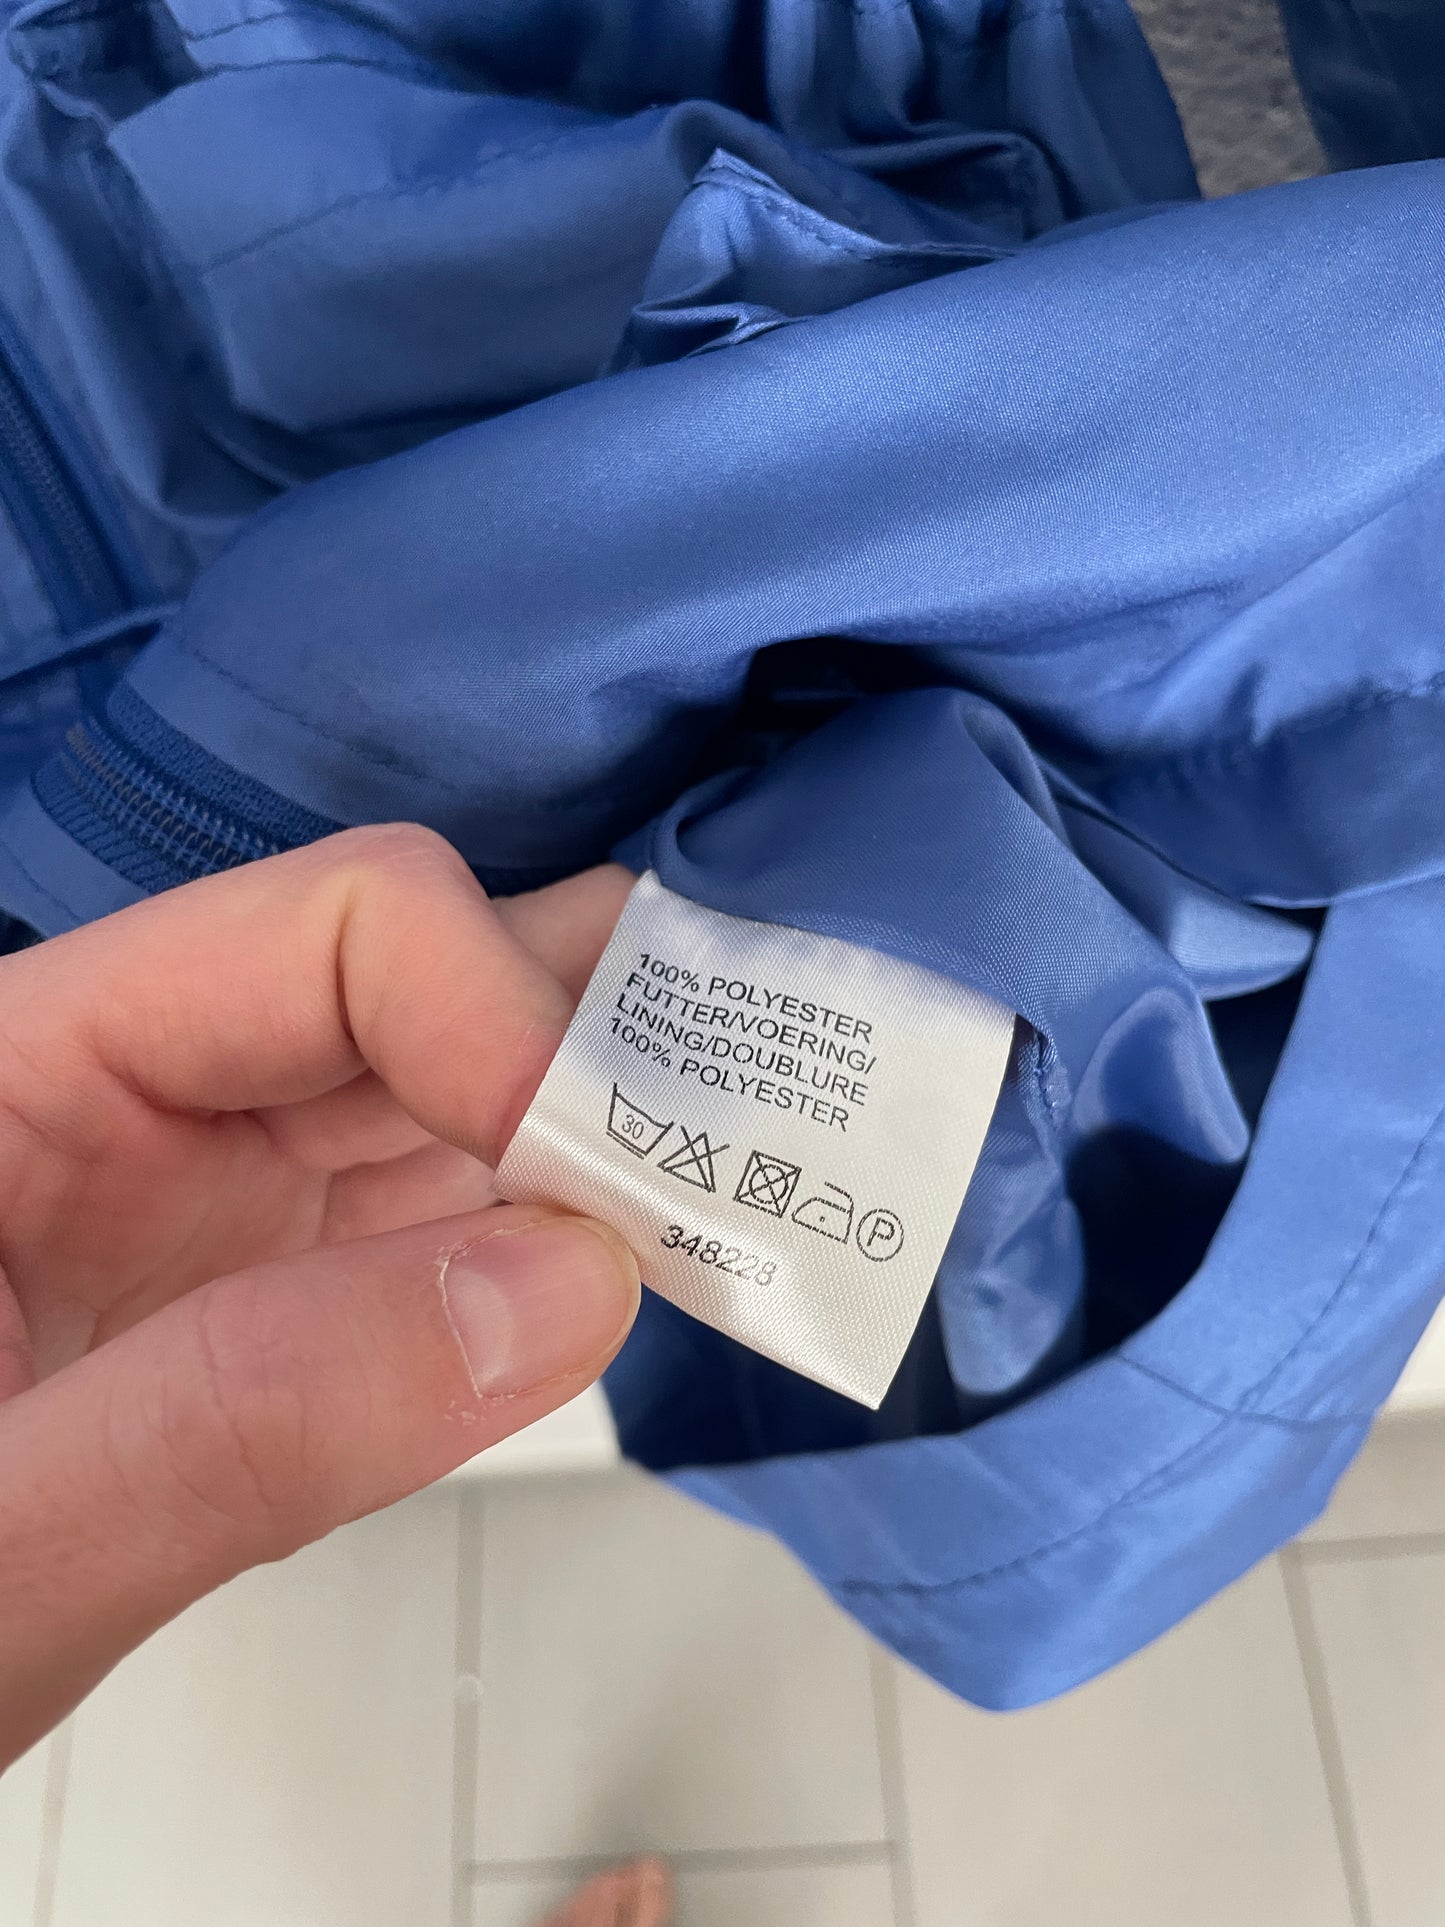 100% POLYESTER
FUTTER/VOERING/
LINING/DOUBLURE
100% POLYESTER
30
P
348228